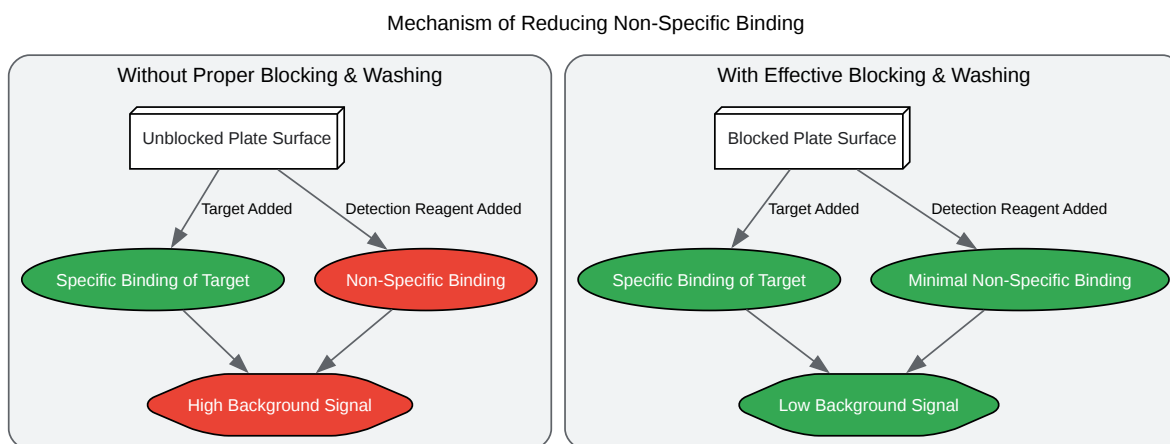 Mechanism of Reducing Non-Specific Binding
Without Proper Blocking & Washing
Unblocked Plate Surface
Target Added
Detection Reagent Added
Specific Binding of Target
Non-Specific Binding
High Background Signal
With Effective Blocking & Washing
Blocked Plate Surface
Target Added
Detection Reagent Added
Specific Binding of Target
Minimal Non-Specific Binding
Low Background Signal